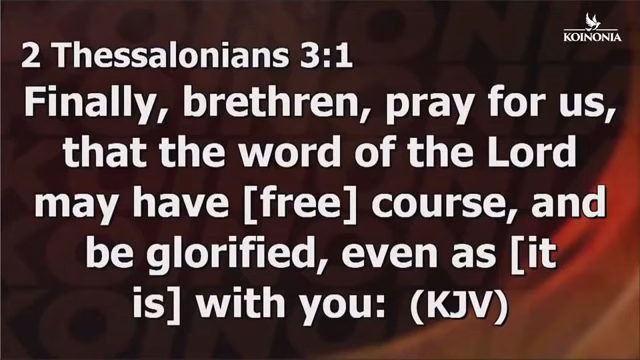 KOINONIA
2 Thessalonians 3:1
Finally, brethren, pray for us,
that the word of the Lord
may have [free] course, and
be glorified, even as [it
is] with you: (KJV)